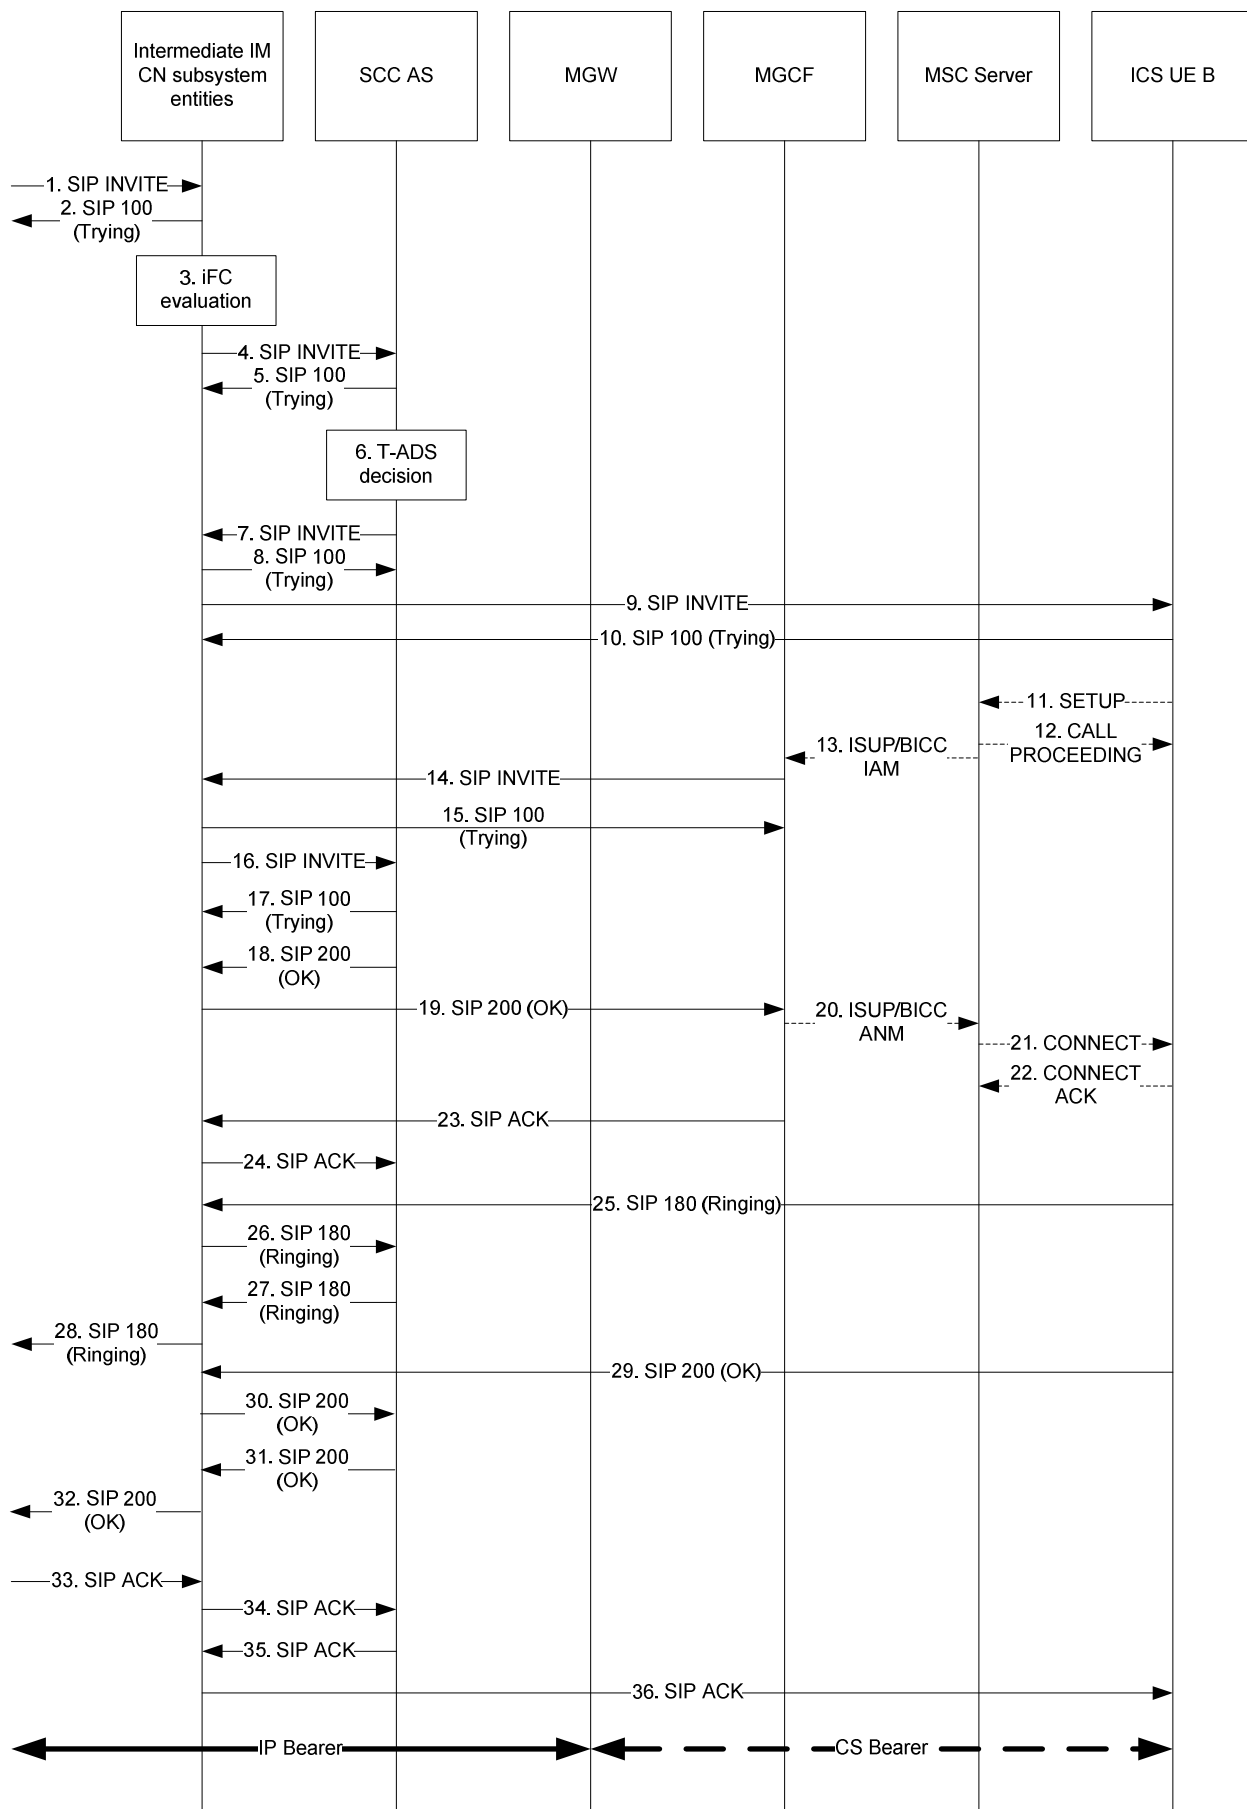 Intermediate IM
CN subsystem
entities
SCC AS
MGW
MGCF
MSC Server
ICS UE B
1. SIP INVITE
2. SIP 100
(Trying)
3. iFC
evaluation
4. SIP INVITE
5. SIP 100
(Trying)
6. T-ADS
decision
7. SIP INVITE
8. SIP 100
(Trying)
9. SIP INVITE
10. SIP 100 (Trying)
11. SETUP
12. CALL
PROCEEDING
13. ISUP/BICC
IAM
14. SIP INVITE
15. SIP 100
(Trying)
16. SIP INVITE
17. SIP 100
(Trying)
18. SIP 200
(OK)
19. SIP 200 (OK)
20. ISUP/BICC
ANM
21. CONNECT
22. CONNECT
ACK
23. SIP ACK
24. SIP ACK
25. SIP 180 (Ringing)
26. SIP 180
(Ringing)
27. SIP 180
(Ringing)
28. SIP 180
(Ringing)
29. SIP 200 (OK)
30. SIP 200
(OK)
31. SIP 200
(OK)
32. SIP 200
(OK)
33. SIP ACK
34. SIP ACK
35. SIP ACK
36. SIP ACK
IP Bearer
CS Bearer